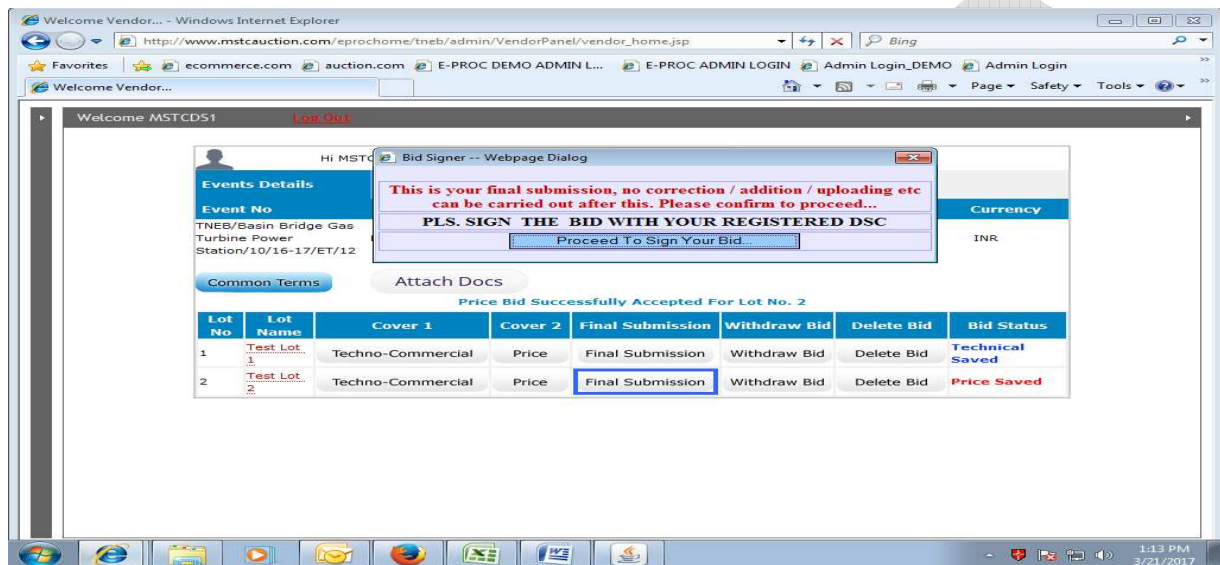 Welcome Vendor... - Windows Internet Explorer
http://www.mstcauction.com/eprochome/tneb/admin/VendorPanel/vendor_home.jsp
Bing
Favorites
ecommerce.com
auction.com
E-PROC DEMO ADMIN L...
E-PROC ADMIN LOGIN
Admin Login_DEMO
Admin Login
Welcome Vendor...
Page
Safety
Tools
Welcome MSTCDS1
Log Out
Hi
Bid Signer -- Webpage Dialog
This is your final submission, no correction / addition / uploading etc
can be carried out after this. Please confirm to proceed...
PLS. SIGN THE BID WITH YOUR REGISTERED DSC
Proceed To Sign Your Bid...
Events Details
Event No
Currency
TNEB/Basin Bridge Gas
Turbine Power
Station/10/16-17/ET/12
INR
Common Terms
Attach Docs
Price Bid Successfully Accepted For Lot No. 2
Lot No
Lot Name
Cover 1
Cover 2
Final Submission
Withdraw Bid
Delete Bid
Bid Status
1
Test Lot 1
Techno-Commercial
Price
Final Submission
Withdraw Bid
Delete Bid
Technical Saved
2
Test Lot 2
Techno-Commercial
Price
Final Submission
Withdraw Bid
Delete Bid
Price Saved
1:13 PM
3/21/2017